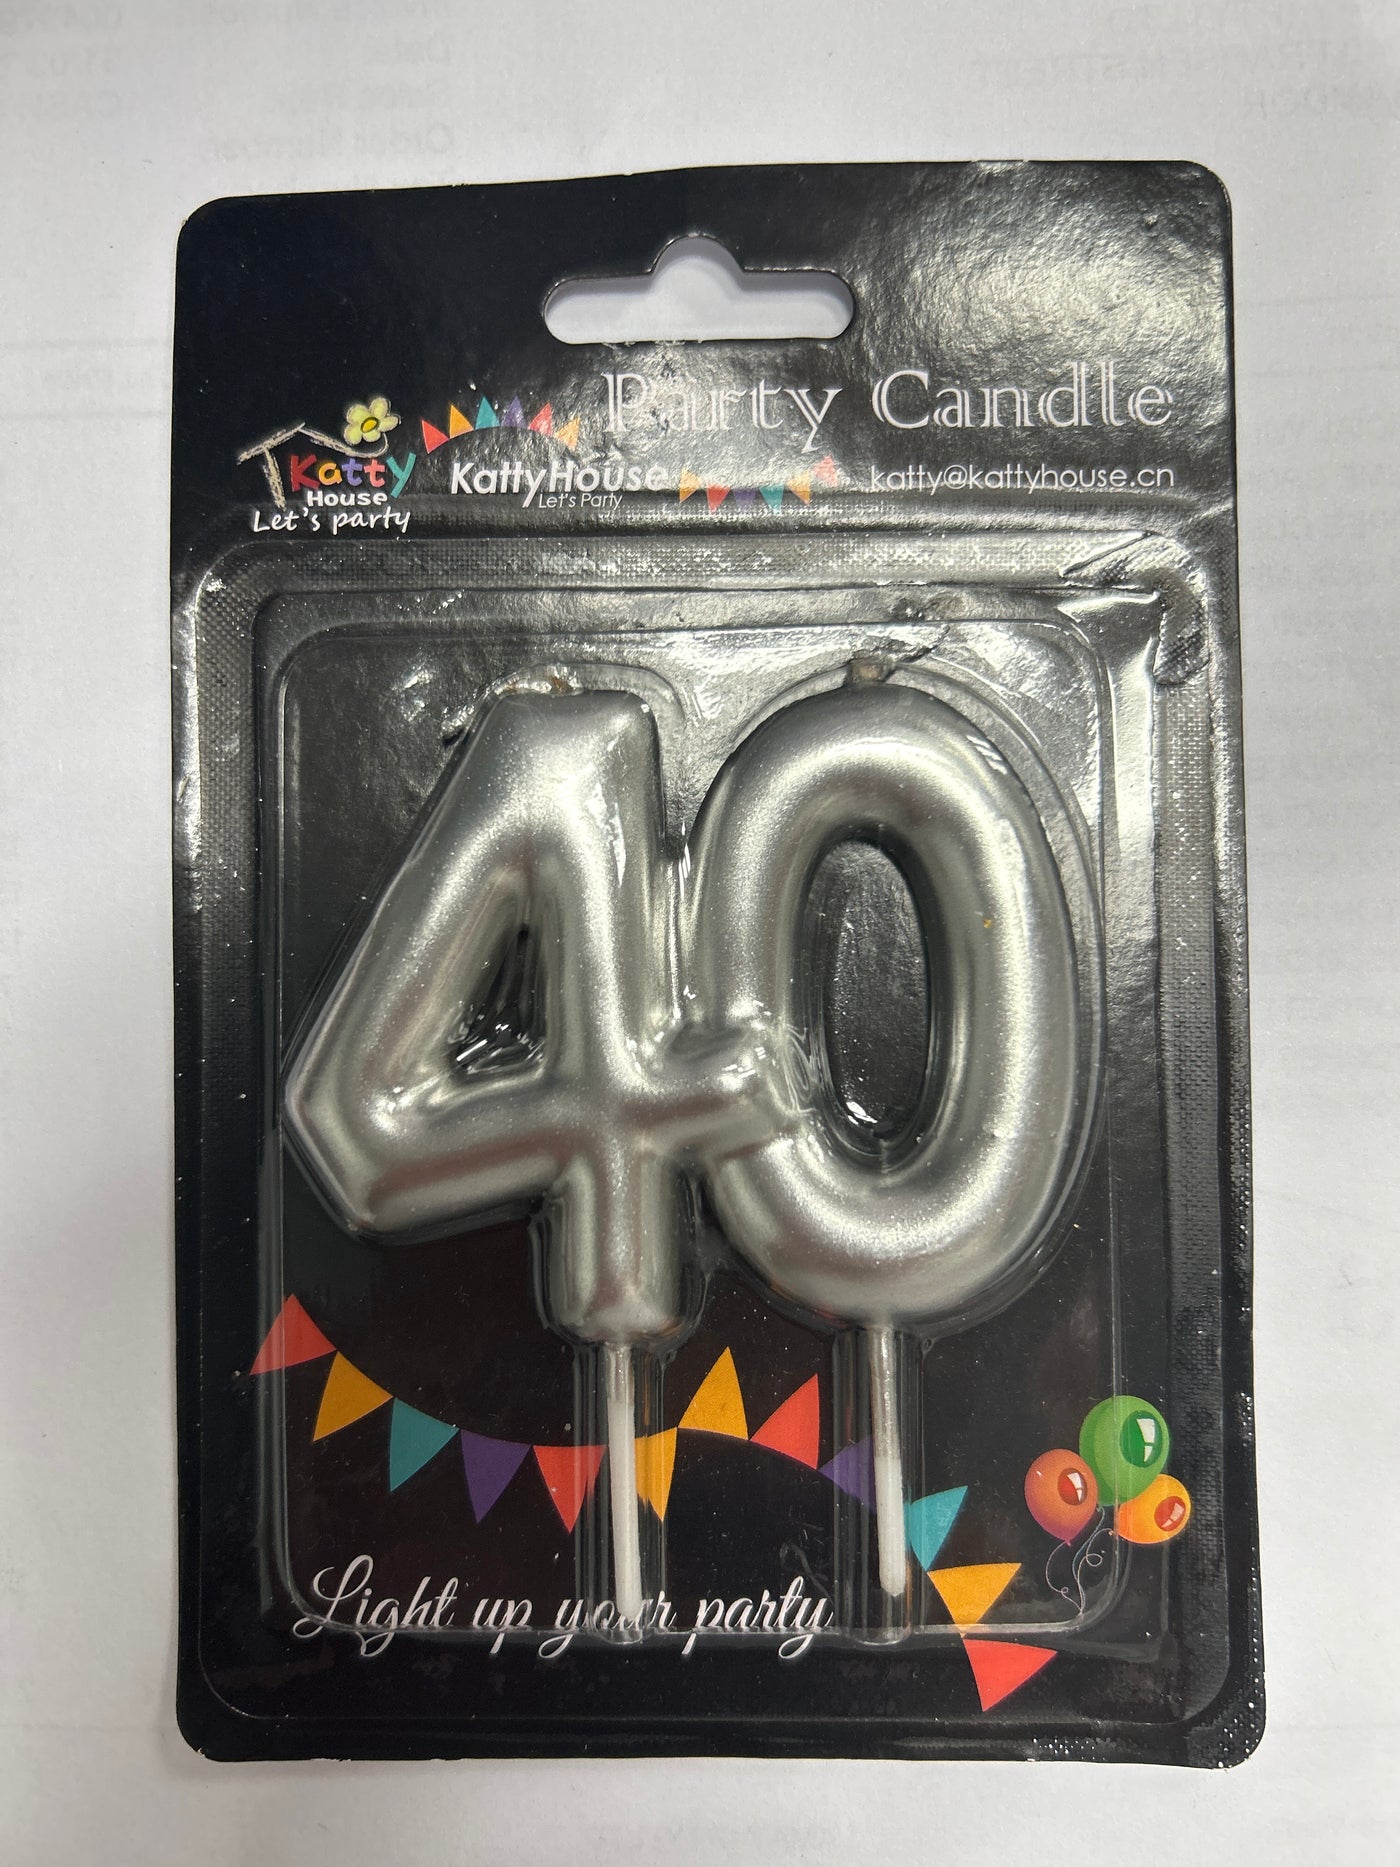 Party Candle
Katty
House
Let's party
KattyHouse
Let's Party
katty@kattyhouse.cn
40
Light up your party